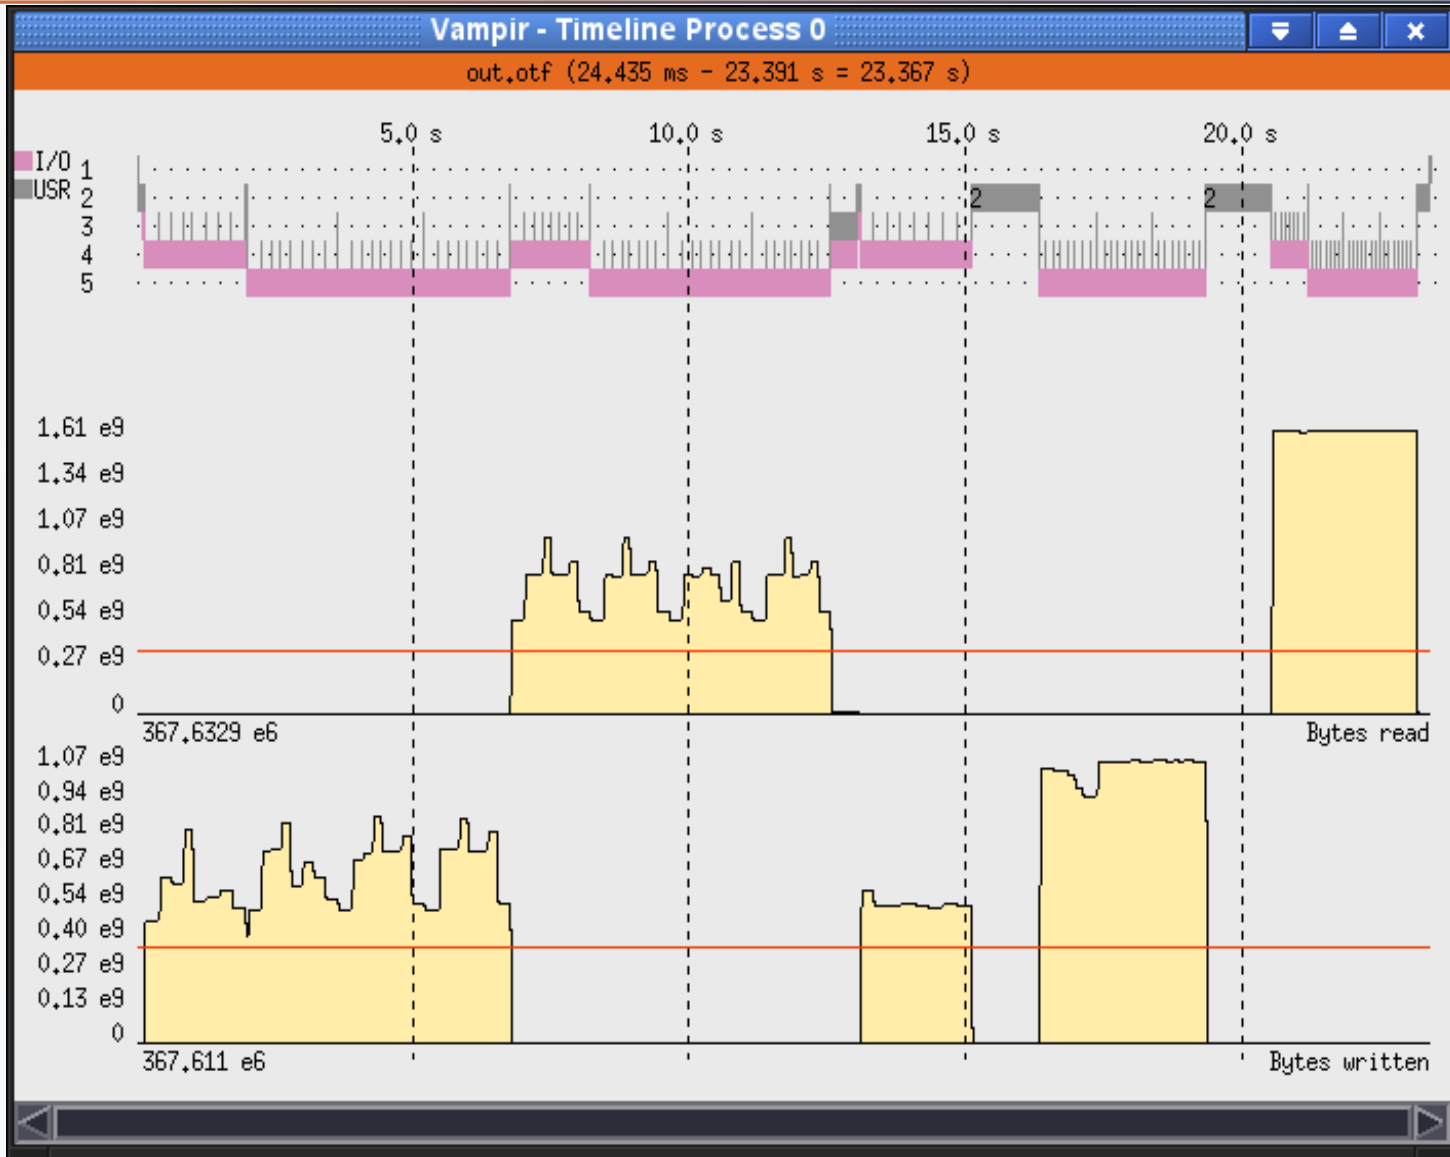 Vampir - Timeline Process 0
out.otf (24.435 ms - 23.391 s = 23.367 s)
5.0 s 10.0 s 15.0 s 20.0 s
I/O 1
USR 2
2 2
3
4
5
1.61 e9
1.34 e9
1.07 e9
0.81 e9
0.54 e9
0.27 e9
0
367.6329 e6 Bytes read
1.07 e9
0.94 e9
0.81 e9
0.67 e9
0.54 e9
0.40 e9
0.27 e9
0.13 e9
0
367.611 e6 Bytes written